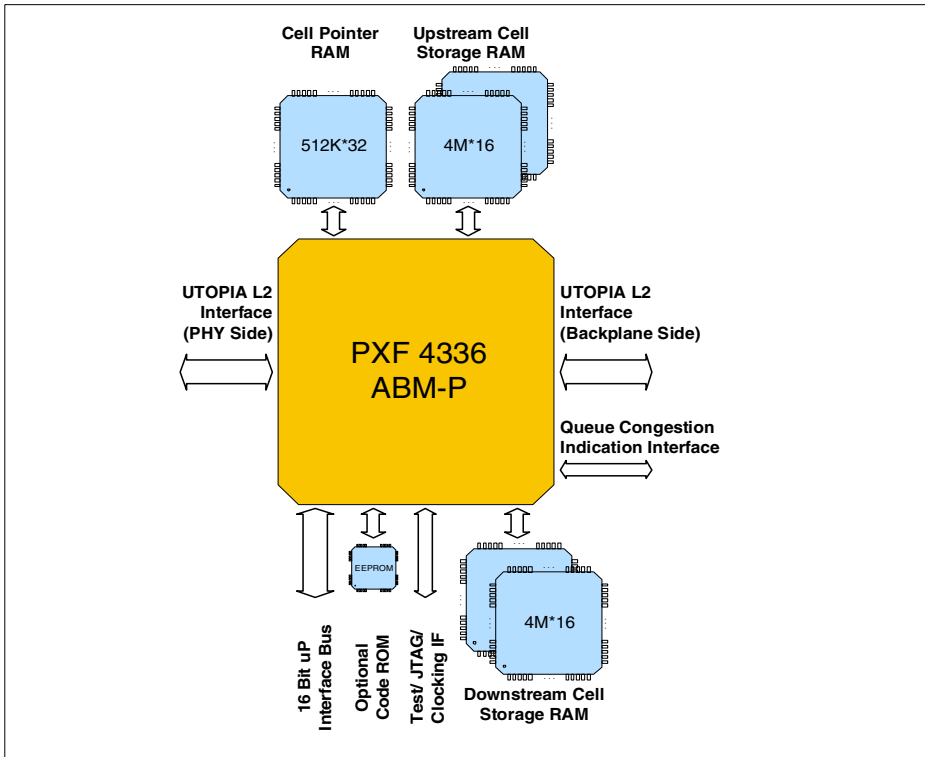 Cell Pointer
RAM
Upstream Cell
Storage RAM
512K*32
4M*16
UTOPIA L2
Interface
(PHY Side)
PXF 4336
ABM-P
UTOPIA L2
Interface
(Backplane Side)
Queue Congestion
Indication Interface
EEPROM
4M*16
16 Bit uP
Interface Bus
Optional
Code ROM
Test/ JTAG/
Clocking IF
Downstream Cell
Storage RAM